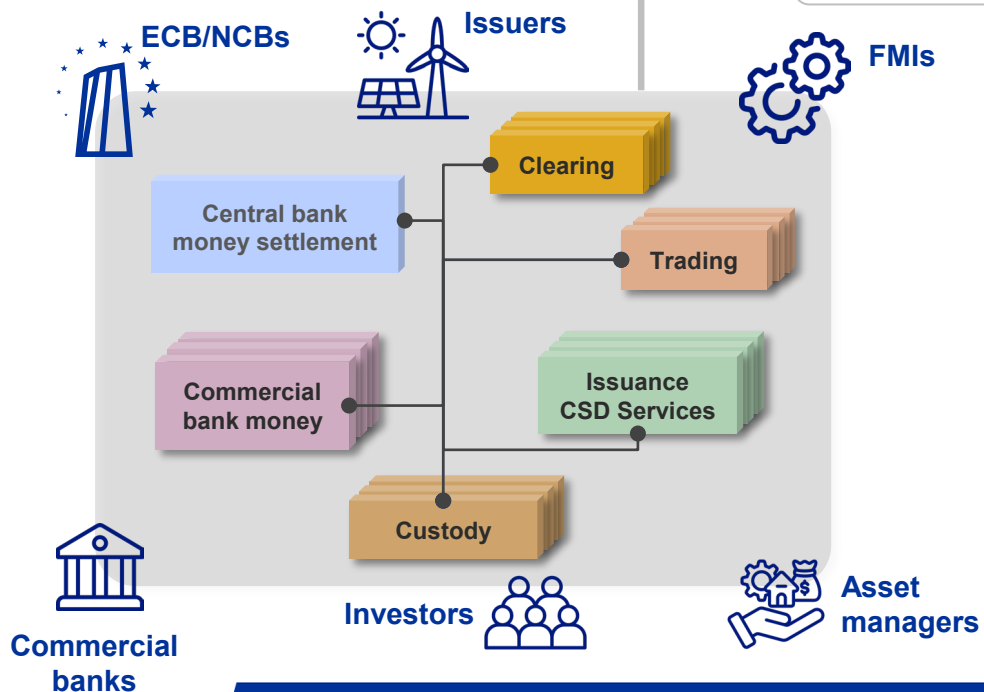 ECB/NCBs
Issuers
FMIs
Clearing
Central bank
money settlement
Trading
Commercial
bank money
Issuance
CSD Services
Custody
Investors
Asset
managers
Commercial
banks